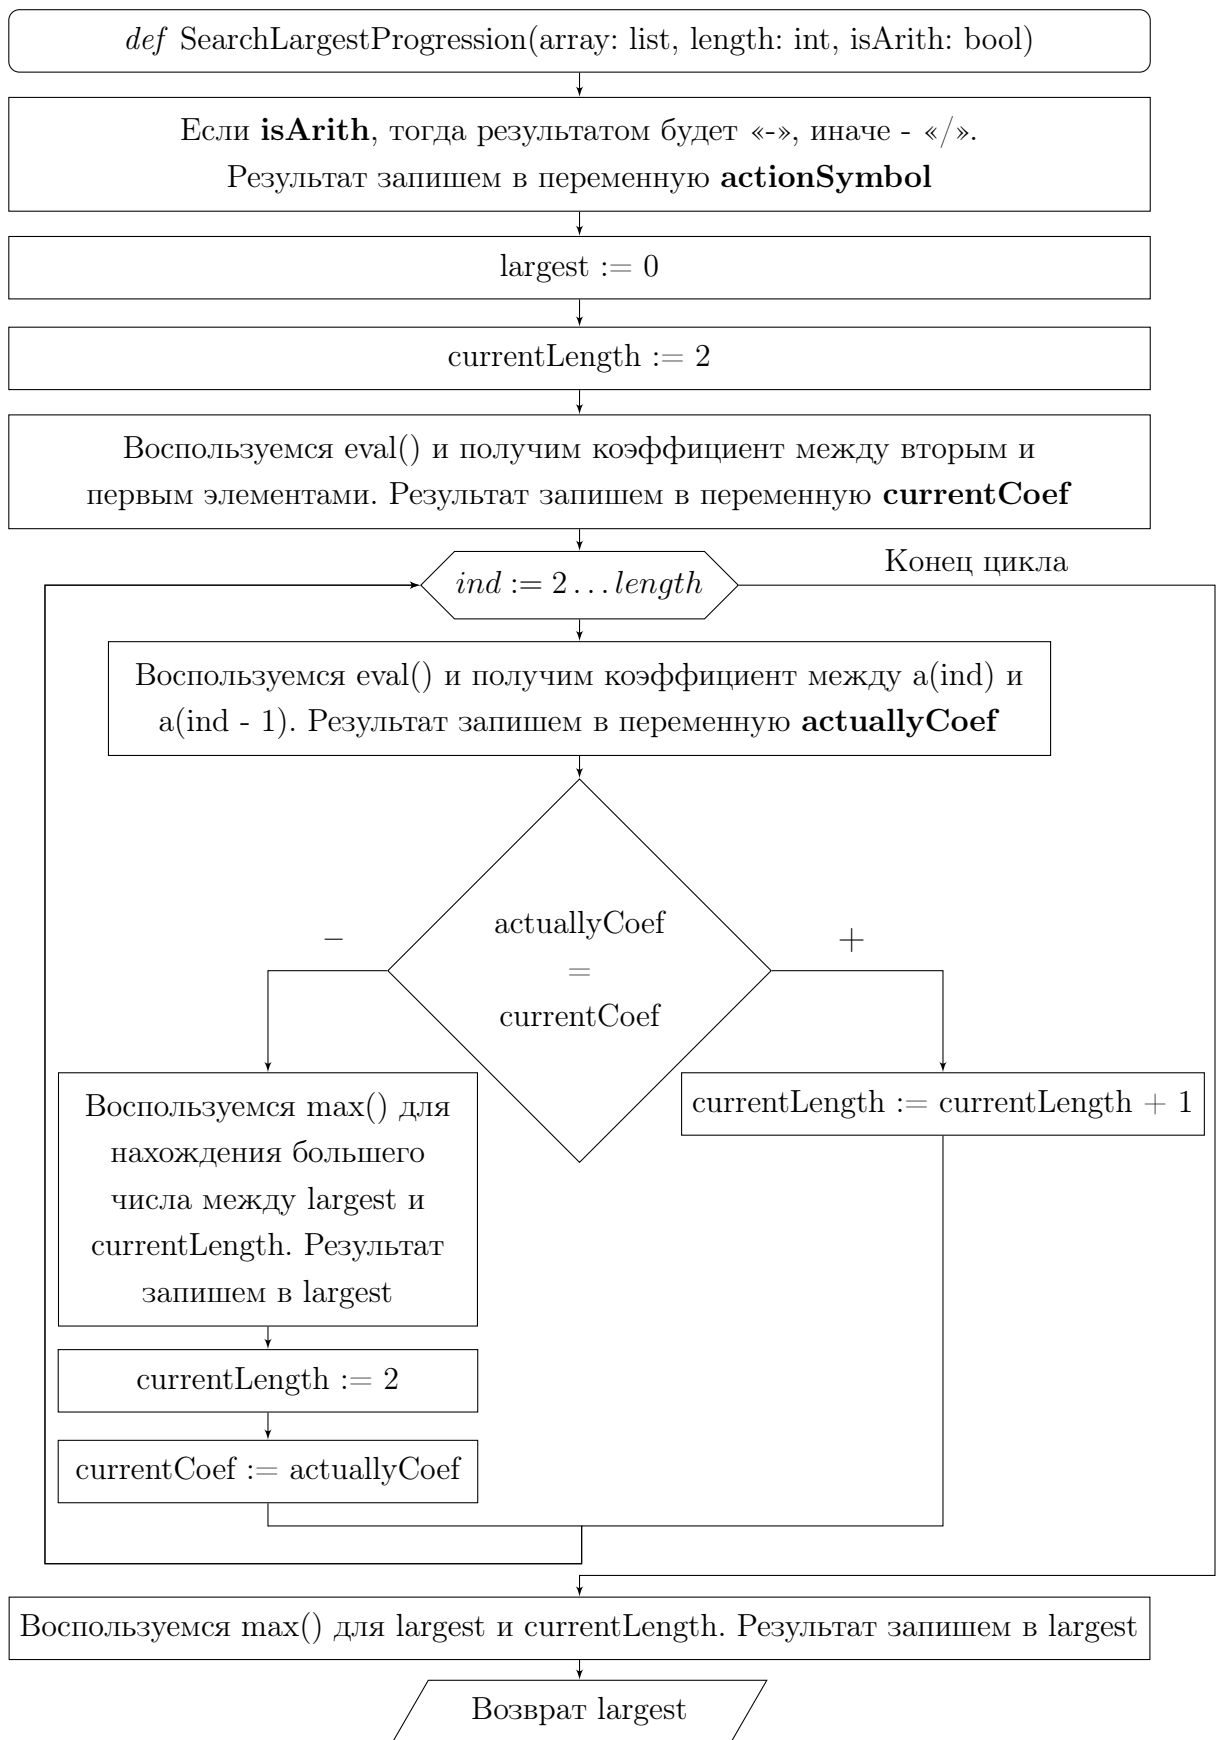 def SearchLargestProgression(array: list, length: int, isArith: bool)
Если isArith, тогда результатом будет «-», иначе - «/».
Результат запишем в переменную actionSymbol
largest := 0
currentLength := 2
Воспользуемся eval() и получим коэффициент между вторым и
первым элементами. Результат запишем в переменную currentCoef
Конец цикла
ind := 2 . . . length
Воспользуемся eval() и получим коэффициент между a(ind) и
a(ind - 1). Результат запишем в переменную actuallyCoef
actuallyCoef
=
currentCoef
–
+
Воспользуемся max() для
нахождения большего
числа между largest и
currentLength. Результат
запишем в largest
currentLength := currentLength + 1
currentLength := 2
currentCoef := actuallyCoef
Воспользуемся max() для largest и currentLength. Результат запишем в largest
Возврат largest